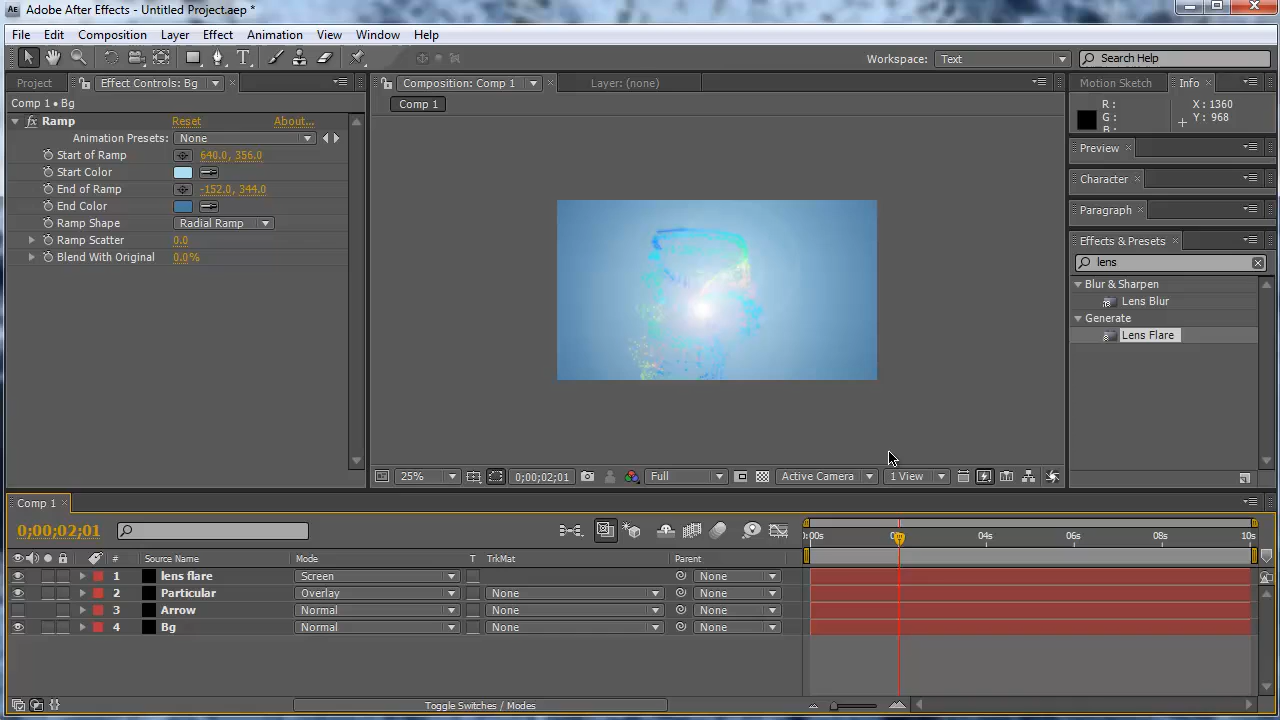 Adobe After Effects - Untitled Project.aep *
File Edit Composition Layer Effect Animation View Window Help
Workspace: Text Search Help
Project Effect Controls: Bg Composition: Comp 1 Layer: (none) Motion Sketch Info
Comp 1 • Bg Comp 1
R: X: 1360
G: Y: 968
B:
fx Ramp Reset About...
Animation Presets: None
Start of Ramp 640.0, 356.0
Start Color
End of Ramp -152.0, 344.0
End Color
Ramp Shape Radial Ramp
Ramp Scatter 0.0
Blend With Original 0.0%
Preview
Character
Paragraph
Effects & Presets
lens
Blur & Sharpen
Lens Blur
Generate
Lens Flare
25% 0;00;02;01 Full Active Camera 1 View
Comp 1
0;00;02;01
04s 06s 08s 10s
# Source Name Mode T TrkMat Parent
1 lens flare Screen None
2 Particular Overlay None None
3 Arrow Normal None None
4 Bg Normal None None
Toggle Switches / Modes